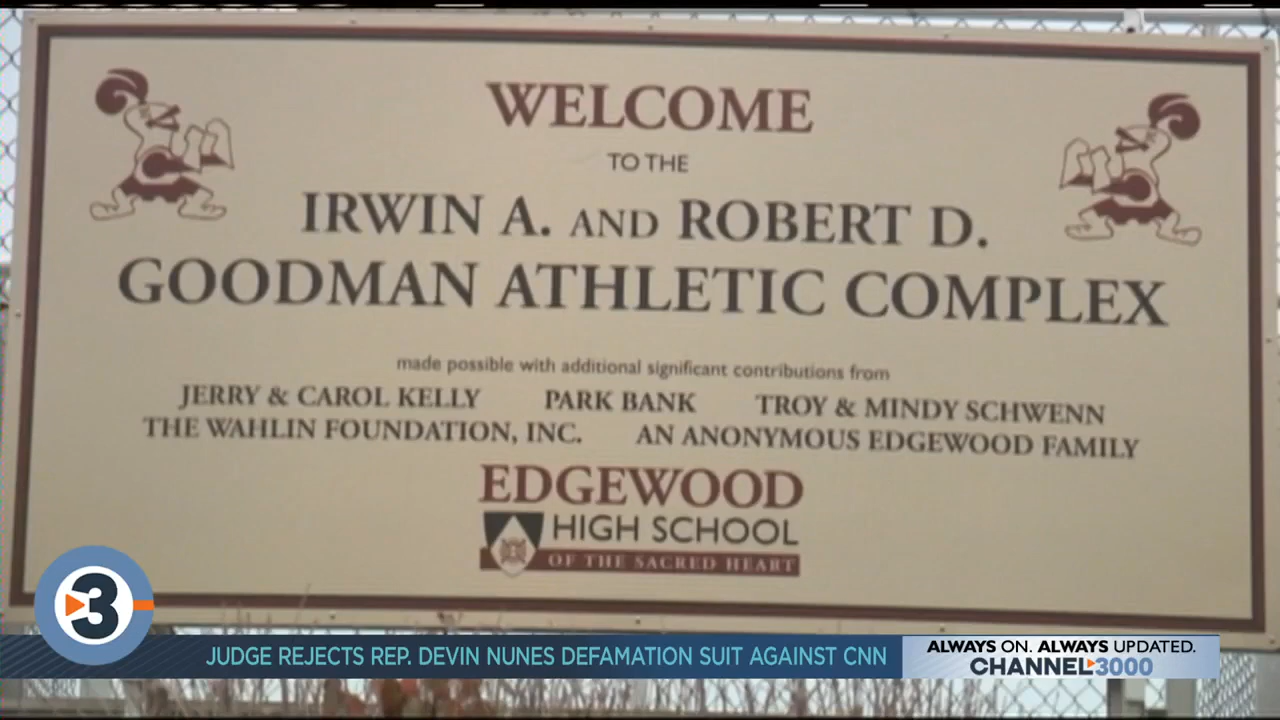 WELCOME
TO THE
IRWIN A. AND ROBERT D.
GOODMAN ATHLETIC COMPLEX
made possible with additional significant contributions from
JERRY & CAROL KELLY PARK BANK TROY & MINDY SCHWENN
THE WAHLIN FOUNDATION, INC. AN ANONYMOUS EDGEWOOD FAMILY
EDGEWOOD
HIGH SCHOOL
OF THE SACRED HEART
3
JUDGE REJECTS REP. DEVIN NUNES DEFAMATION SUIT AGAINST CNN
ALWAYS ON. ALWAYS UPDATED.
CHANNEL3000